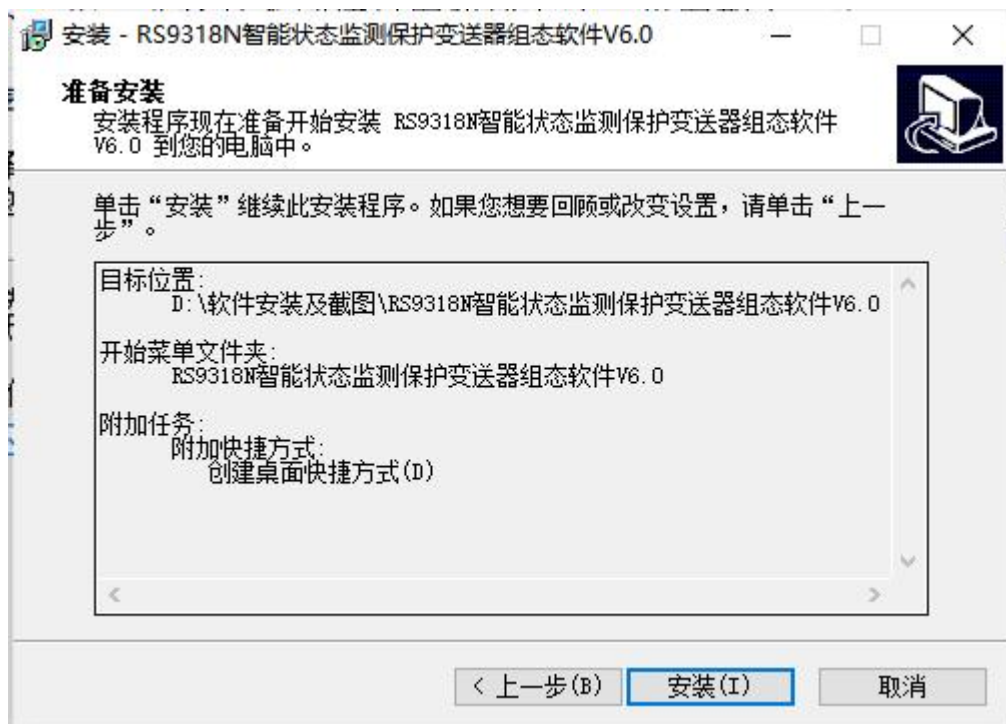 安装 - RS9318N智能状态监测保护变送器组态软件V6.0
准备安装
安装程序现在准备开始安装 RS9318N智能状态监测保护变送器组态软件
V6.0 到您的电脑中。
单击“安装”继续此安装程序。如果您想要回顾或改变设置，请单击“上一
步”。
目标位置:
D:\软件安装及截图\RS9318N智能状态监测保护变送器组态软件V6.0
开始菜单文件夹:
RS9318N智能状态监测保护变送器组态软件V6.0
附加任务:
附加快捷方式:
创建桌面快捷方式(D)
< 上一步(B) 安装(I) 取消